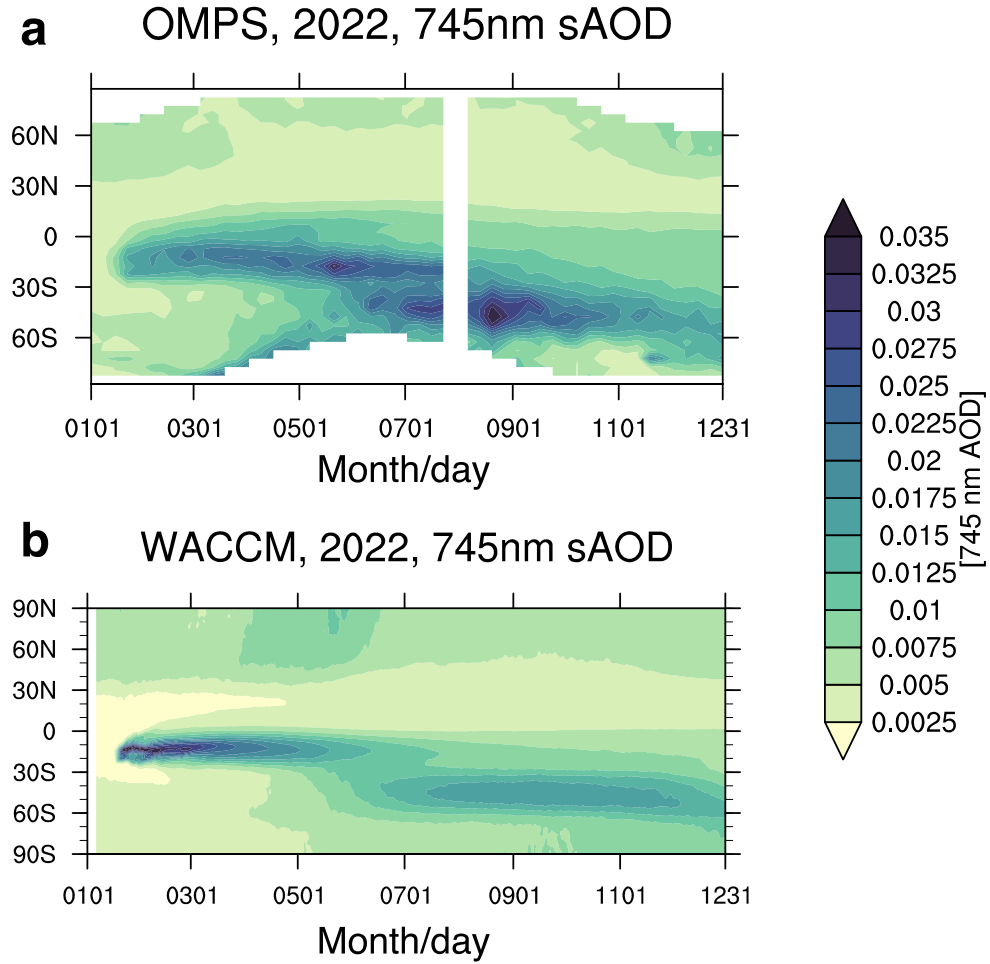 a
OMPS, 2022, 745nm sAOD
60N
30N
0
30S
60S
0101 0301 0501 0701 0901 1101 1231
Month/day
b
WACCM, 2022, 745nm sAOD
90N
60N
30N
0
30S
60S
90S
0101 0301 0501 0701 0901 1101 1231
Month/day
0.035
0.0325
0.03
0.0275
0.025
0.0225
0.02
0.0175
0.015
0.0125
0.01
0.0075
0.005
0.0025
[745 nm AOD]